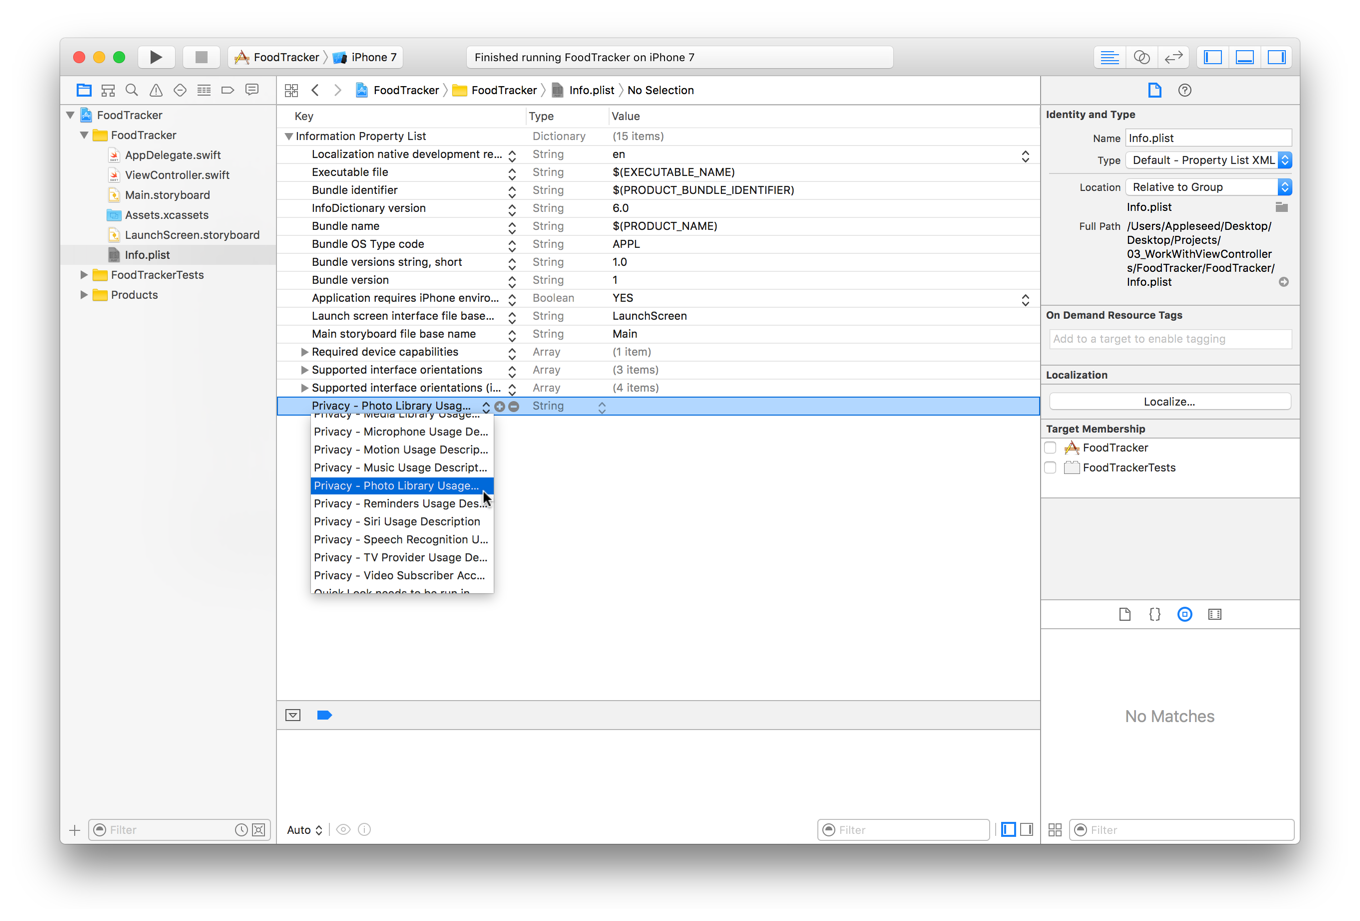 FoodTracker
iPhone 7
Finished running FoodTracker on iPhone 7
FoodTracker
FoodTracker
Info.plist
No Selection
FoodTracker
FoodTracker
AppDelegate.swift
ViewController.swift
Main.storyboard
Assets.xcassets
LaunchScreen.storyboard
Info.plist
FoodTrackerTests
Products
Filter
Key Type Value
Information Property List Dictionary (15 items)
Localization native development re... String en
Executable file String $(EXECUTABLE_NAME)
Bundle identifier String $(PRODUCT_BUNDLE_IDENTIFIER)
InfoDictionary version String 6.0
Bundle name String $(PRODUCT_NAME)
Bundle OS Type code String APPL
Bundle versions string, short String 1.0
Bundle version String 1
Application requires iPhone enviro... Boolean YES
Launch screen interface file base... String LaunchScreen
Main storyboard file base name String Main
Required device capabilities Array (1 item)
Supported interface orientations Array (3 items)
Supported interface orientations (i... Array (4 items)
Privacy - Photo Library Usag... String
Privacy - Media Library Usage...
Privacy - Microphone Usage De...
Privacy - Motion Usage Descrip...
Privacy - Music Usage Descript...
Privacy - Photo Library Usage...
Privacy - Reminders Usage Des...
Privacy - Siri Usage Description
Privacy - Speech Recognition U...
Privacy - TV Provider Usage De...
Privacy - Video Subscriber Acc...
Quick Look needs to be run in
Auto
Filter
Identity and Type
Name Info.plist
Type Default - Property List XML
Location Relative to Group
Info.plist
Full Path /Users/Appleseed/Desktop/
Desktop/Projects/
03_WorkWithViewController
s/FoodTracker/FoodTracker/
Info.plist
On Demand Resource Tags
Add to a target to enable tagging
Localization
Localize...
Target Membership
FoodTracker
FoodTrackerTests
{}
No Matches
Filter